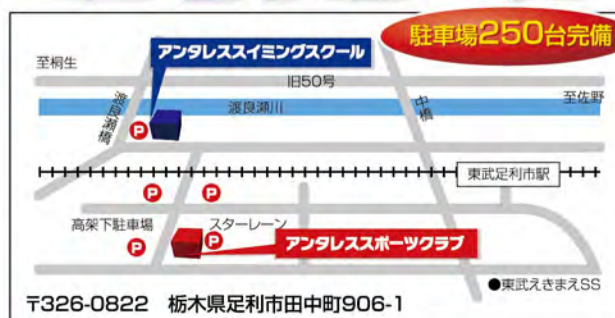 駐車場250台完備
アンタレススイミングスクール
至桐生
旧50号
至佐野
渡良瀬橋
渡良瀬川
中橋
P
東武足利市駅
P
P
高架下駐車場
スターレーン
P
P
アンタレススポーツクラブ
●東武えきまえSS
〒326-0822 栃木県足利市田中町906-1